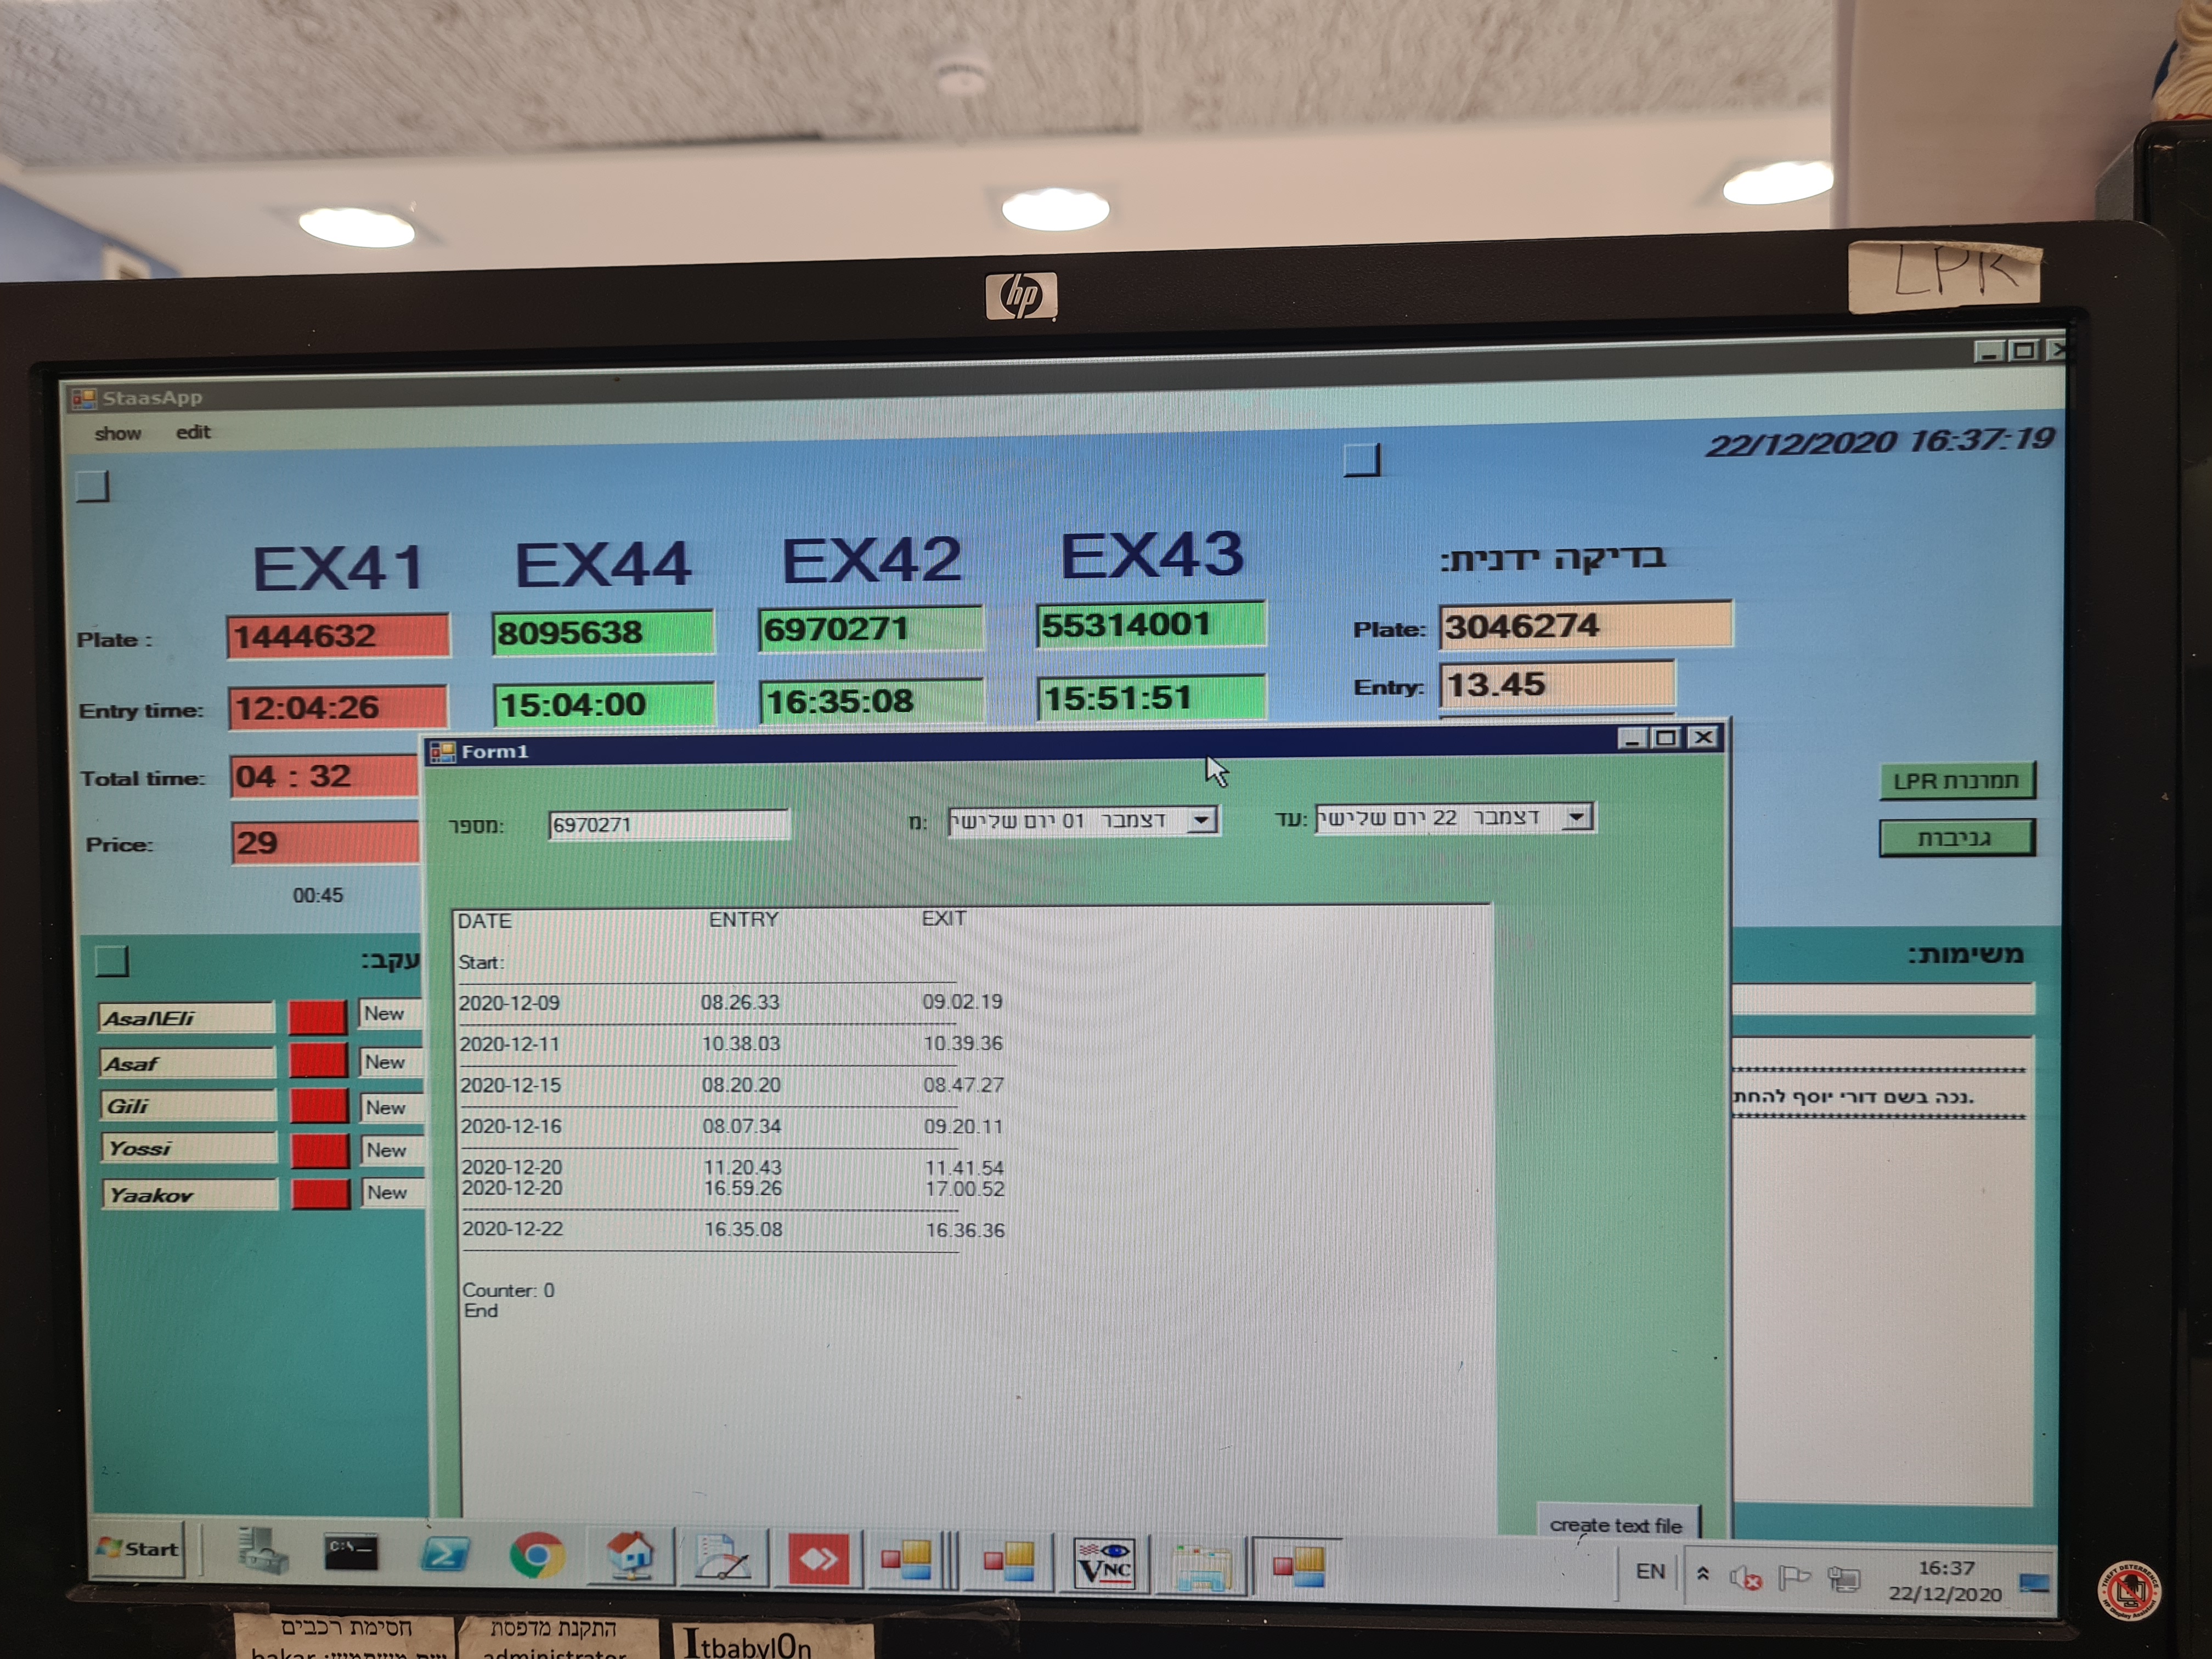 hp
LPR
StaasApp
show edit
22/12/2020 16:37:19
EX41 EX44 EX42 EX43
בדיקה ידנית:
Plate : 1444632 8095638 6970271 55314001 Plate: 3046274
Entry time: 12:04:26 15:04:00 16:35:08 15:51:51 Entry: 13.45
Total time: 04 : 32
Price: 29
00:45
תמונות LPR
גניבות
Form1
מספר: 6970271 מ: יום שלישי 01 דצמבר עד: יום שלישי 22 דצמבר
DATE ENTRY EXIT
Start:
2020-12-09 08.26.33 09.02.19
2020-12-11 10.38.03 10.39.36
2020-12-15 08.20.20 08.47.27
2020-12-16 08.07.34 09.20.11
2020-12-20 11.20.43 11.41.54
2020-12-20 16.59.26 17.00.52
2020-12-22 16.35.08 16.36.36
Counter: 0
End
create text file
עקב:
Asaf\Eli New
Asaf New
Gili New
Yossi New
Yaakov New
משימות:
נכה בשם דורי יוסף להחת.
Start
C:\
VNC
EN
16:37
22/12/2020
חסימת רכבים
התקנת מדפסת
administrator
ItbabylOn